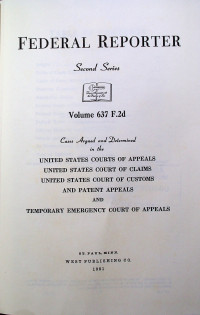 FEDERAL REPORTER
Second Series
Volume 637 F.2d
Cases Argued and Determined
in the
UNITED STATES COURTS OF APPEALS
UNITED STATES COURT OF CLAIMS
UNITED STATES COURT OF CUSTOMS
AND PATENT APPEALS
AND
TEMPORARY EMERGENCY COURT OF APPEALS
ST. PAUL, MINN.
WEST PUBLISHING CO.
1981